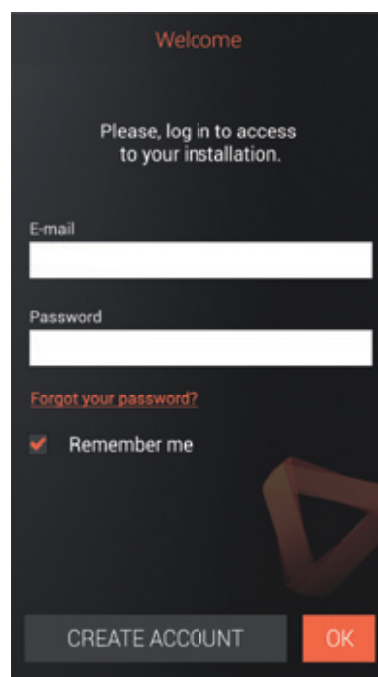 Welcome
Please, log in to access
to your installation.
E-mail
Password
Forgot your password?
Remember me
CREATE ACCOUNT
OK